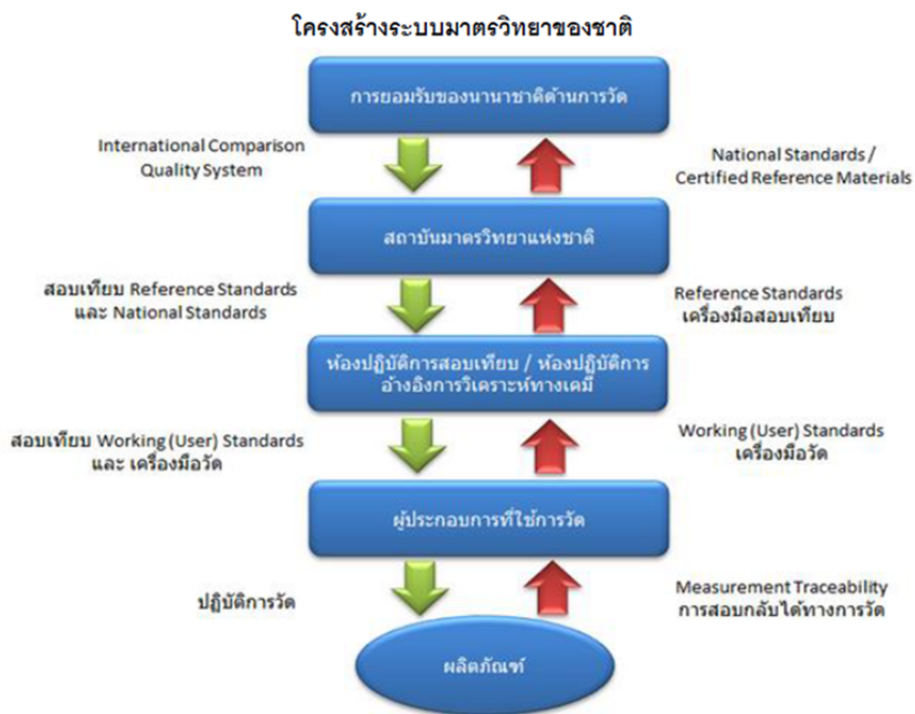 โครงสร้างระบบมาตรวิทยาของชาติ
การยอมรับของนานาชาติด้านการวัด
International Comparison
Quality System
National Standards /
Certified Reference Materials
สถาบันมาตรวิทยาแห่งชาติ
สอบเทียบ Reference Standards
และ National Standards
Reference Standards
เครื่องมือสอบเทียบ
ห้องปฏิบัติการสอบเทียบ / ห้องปฏิบัติการ
อ้างอิงการวิเคราะห์ทางเคมี
สอบเทียบ Working (User) Standards
และ เครื่องมือวัด
Working (User) Standards
เครื่องมือวัด
ผู้ประกอบการที่ใช้การวัด
ปฏิบัติการวัด
Measurement Traceability
การสอบกลับได้ทางการวัด
ผลิตภัณฑ์